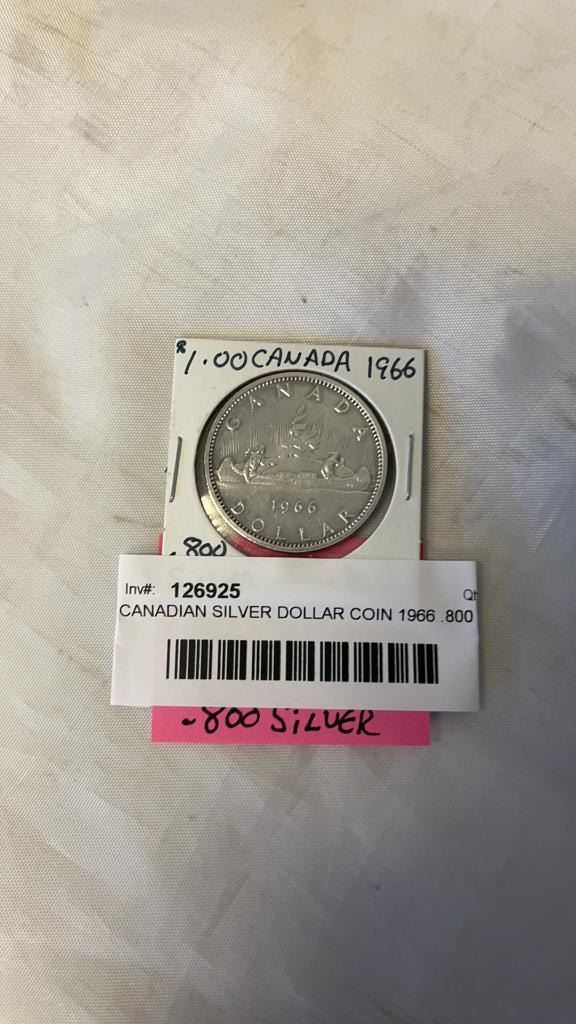 $1.00 CANADA 1966
CANADA
1966
DOLLAR
.800
Inv#: 126925
CANADIAN SILVER DOLLAR COIN 1966 .800
.800 SILVER